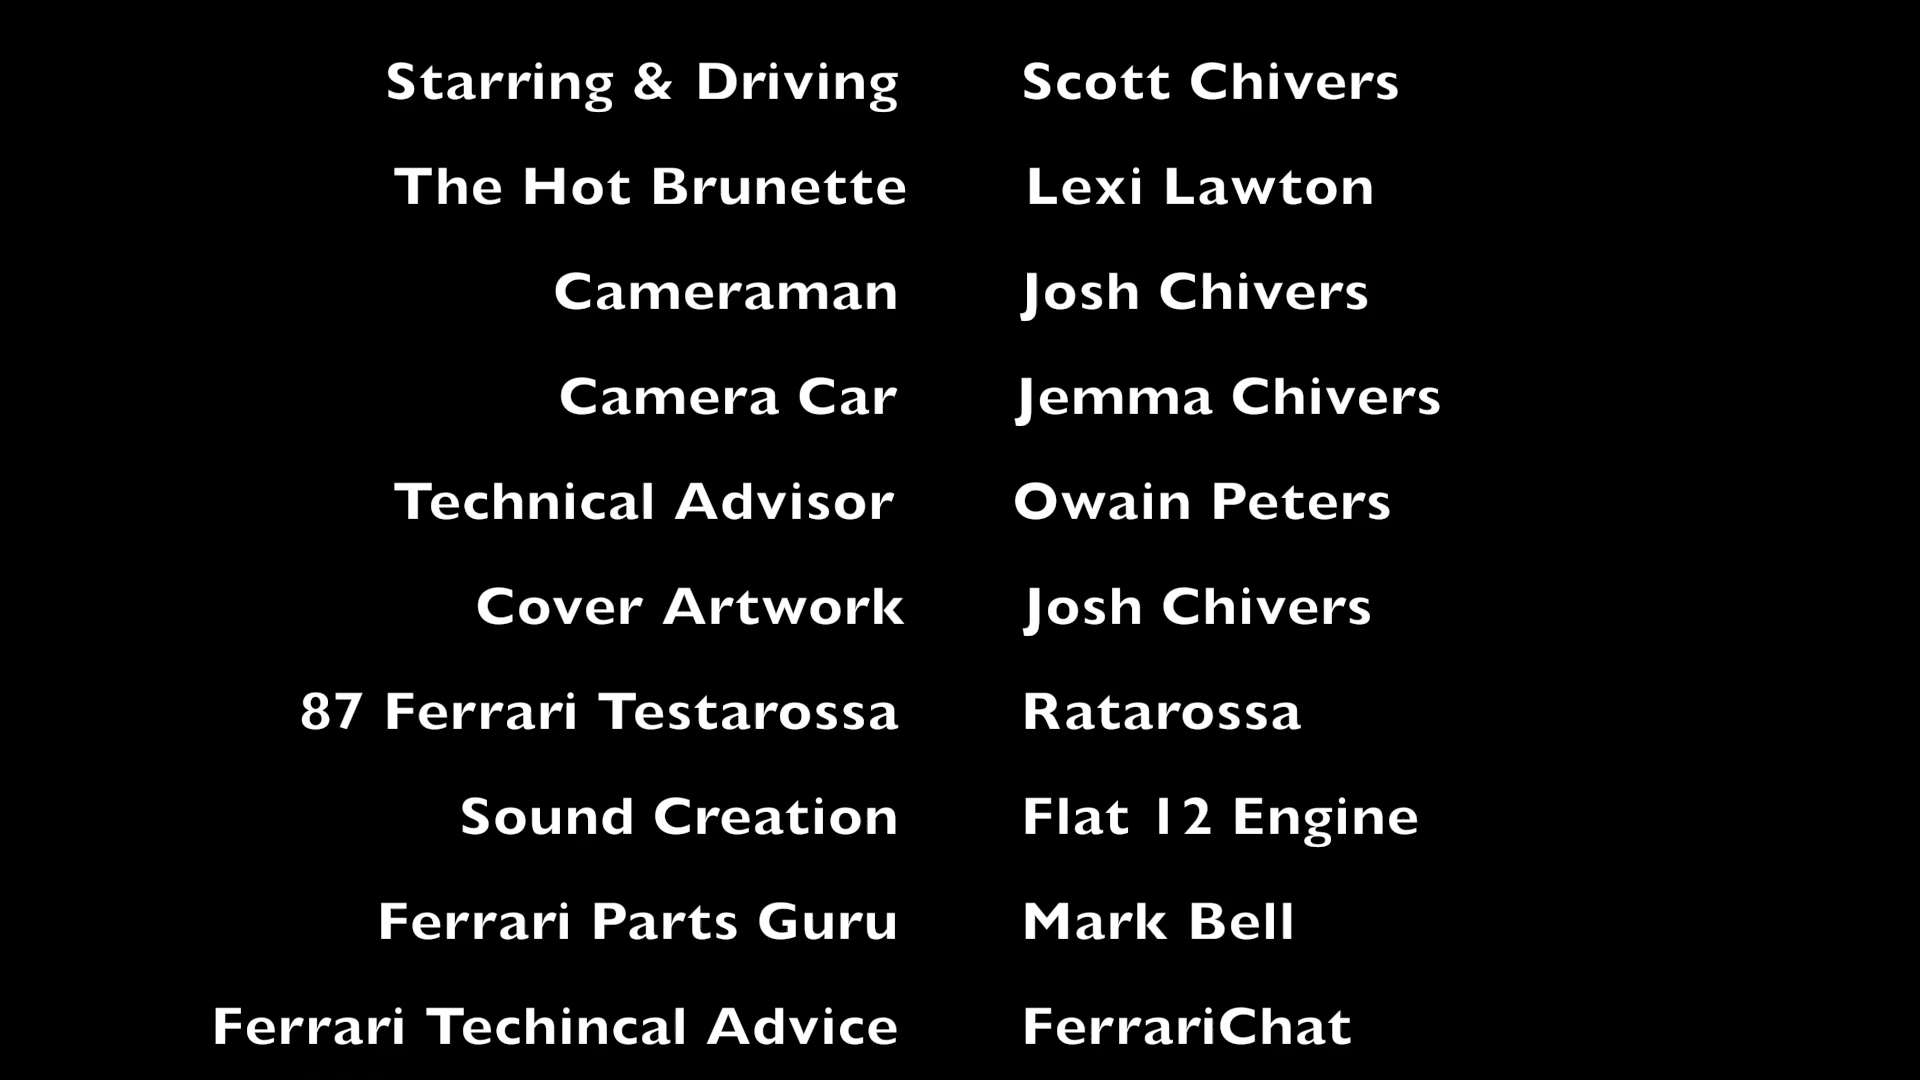 Starring & Driving Scott Chivers
The Hot Brunette Lexi Lawton
Cameraman Josh Chivers
Camera Car Jemma Chivers
Technical Advisor Owain Peters
Cover Artwork Josh Chivers
87 Ferrari Testarossa Ratarossa
Sound Creation Flat 12 Engine
Ferrari Parts Guru Mark Bell
Ferrari Techincal Advice FerrariChat